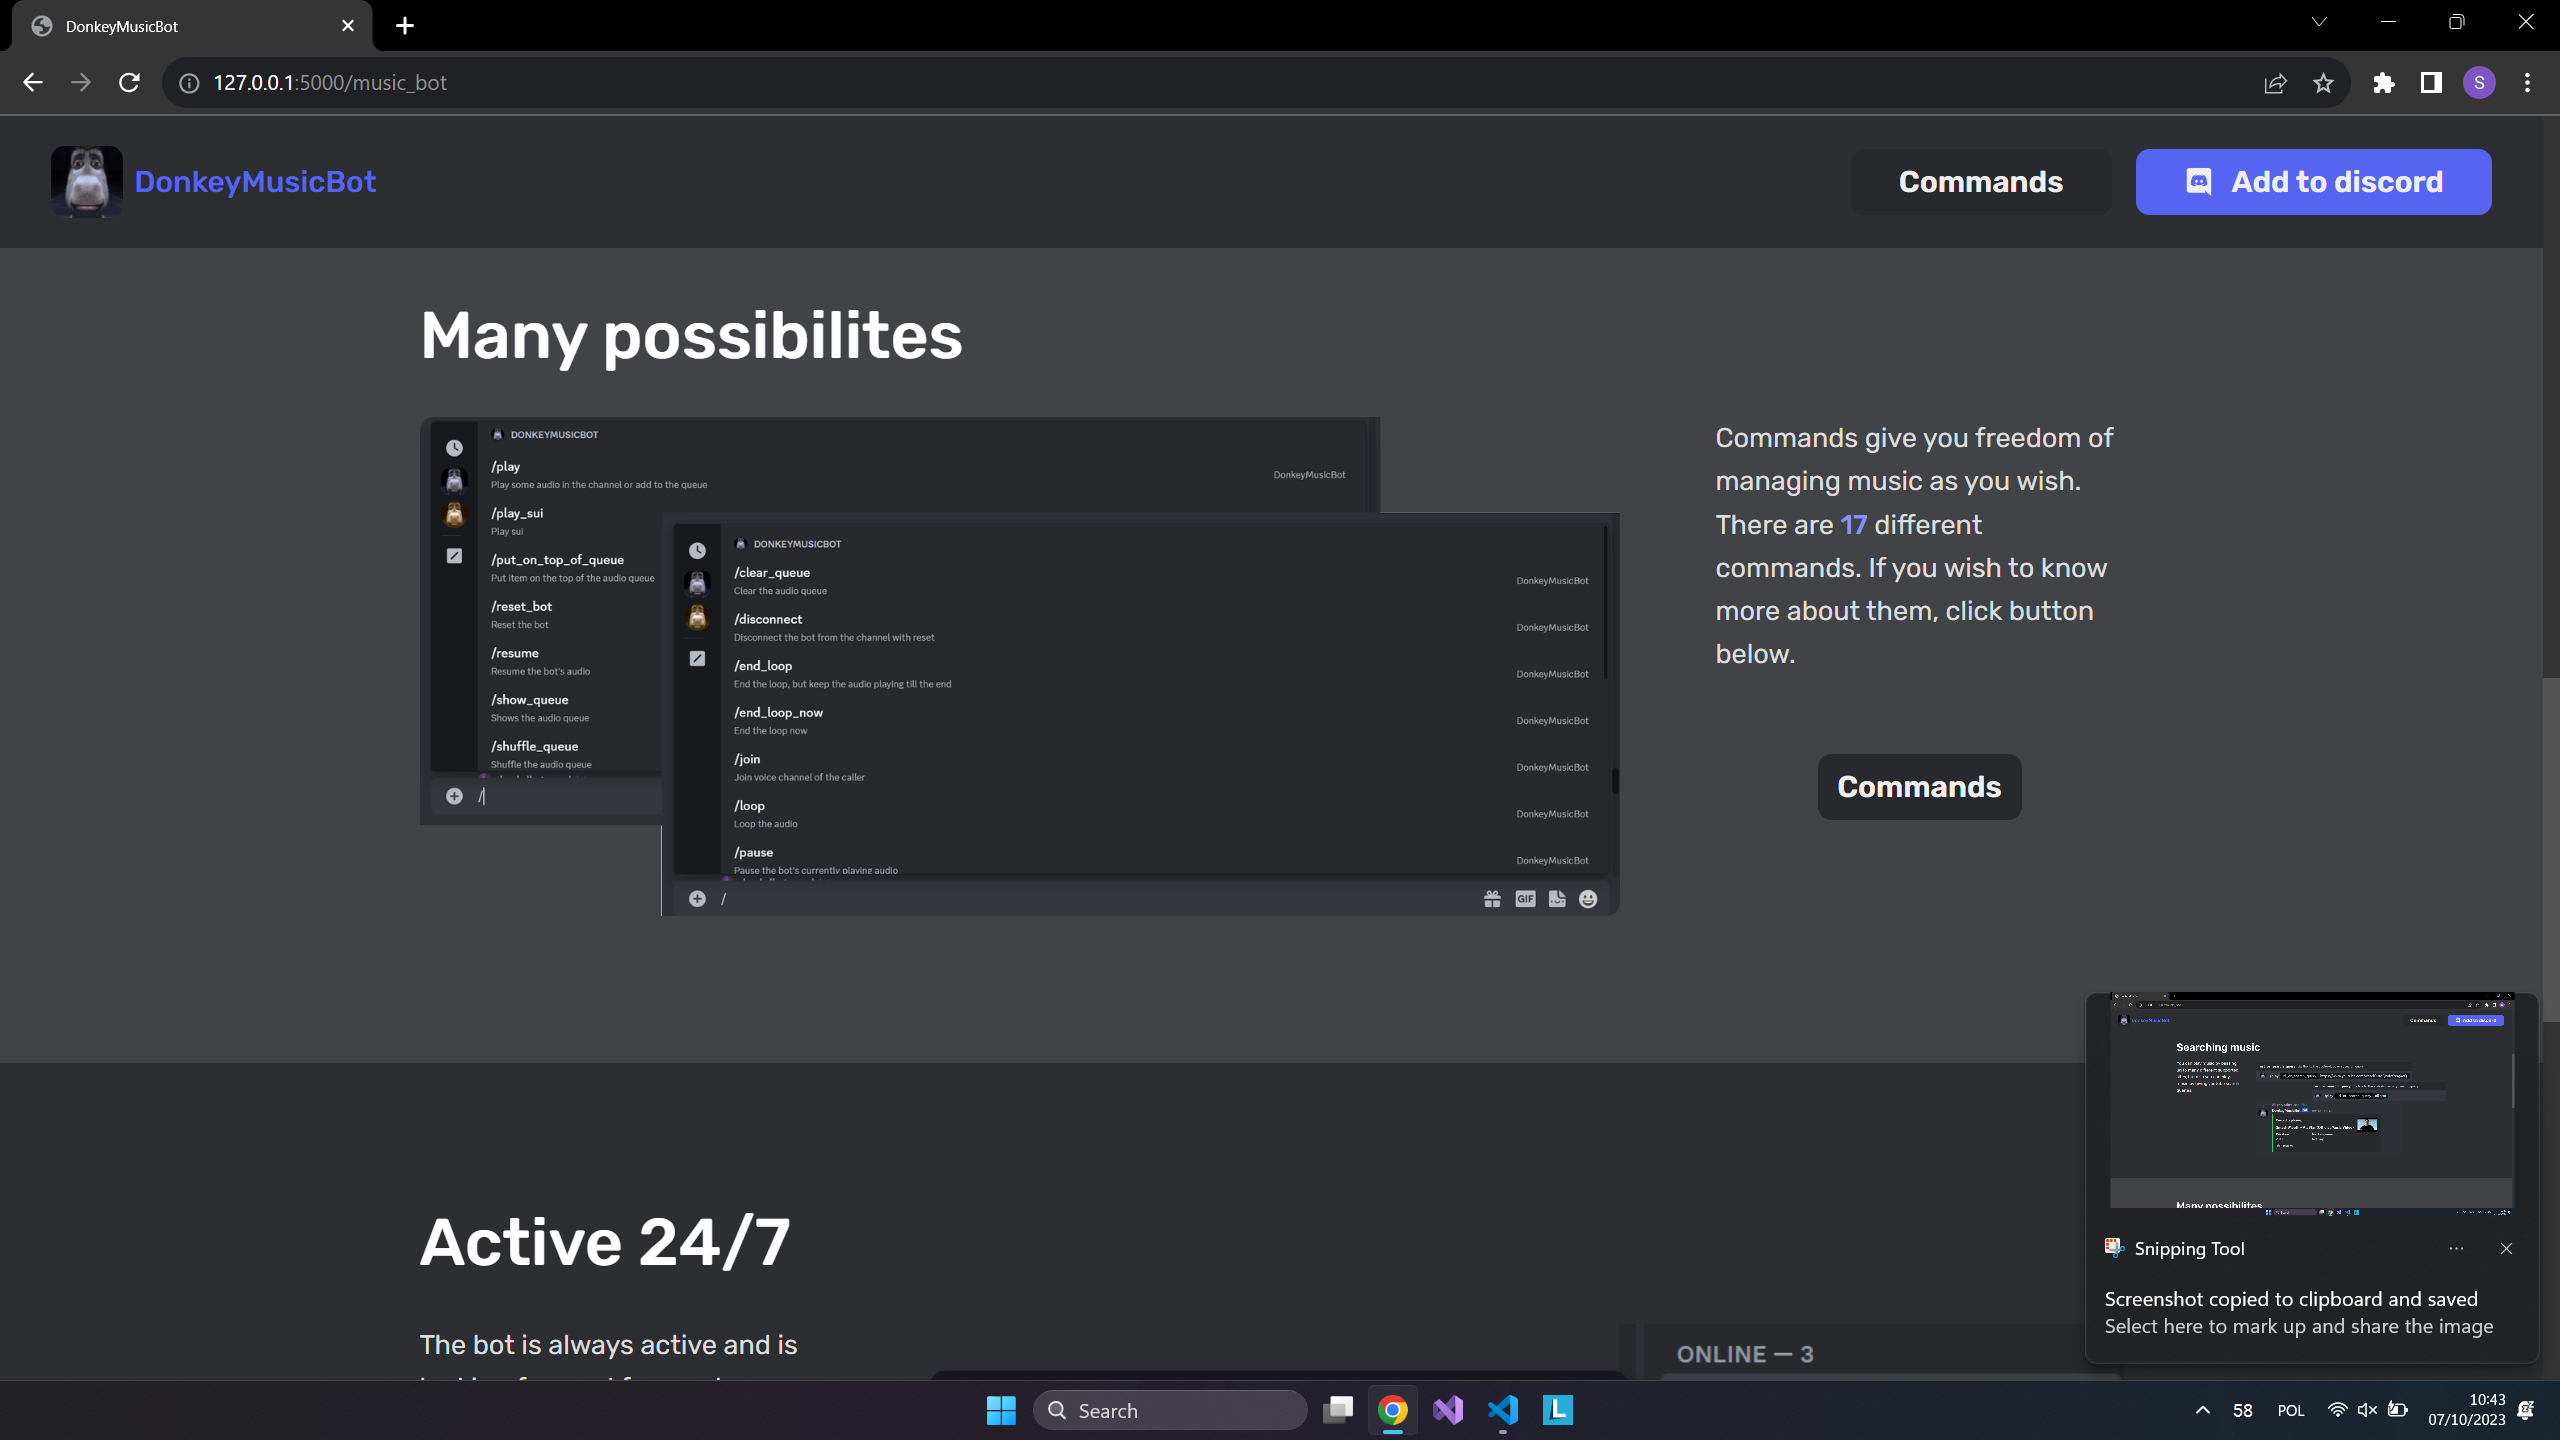 DonkeyMusicBot
127.0.0.1:5000/music_bot
S
DonkeyMusicBot
Commands
Add to discord
Many possibilites
DONKEYMUSICBOT
/play
Play some audio in the channel or add to the queue
DonkeyMusicBot
/play_sui
Play sui
/put_on_top_of_queue
Put item on the top of the audio queue
/reset_bot
Reset the bot
/resume
Resume the bot's audio
/show_queue
Shows the audio queue
/shuffle_queue
Shuffle the audio queue
/
DONKEYMUSICBOT
/clear_queue
Clear the audio queue
DonkeyMusicBot
/disconnect
Disconnect the bot from the channel with reset
DonkeyMusicBot
/end_loop
End the loop, but keep the audio playing till the end
DonkeyMusicBot
/end_loop_now
End the loop now
DonkeyMusicBot
/join
Join voice channel of the caller
DonkeyMusicBot
/loop
Loop the audio
DonkeyMusicBot
/pause
Pause the bot's currently playing audio
DonkeyMusicBot
/
GIF
Commands give you freedom of
managing music as you wish.
There are 17 different
commands. If you wish to know
more about them, click button
below.
Commands
Active 24/7
The bot is always active and is
ONLINE — 3
DonkeyMusicBot
Commands
Add to discord
Searching music
Many possibilites
Snipping Tool
Screenshot copied to clipboard and saved
Select here to mark up and share the image
Search
L
58
POL
10:43
07/10/2023